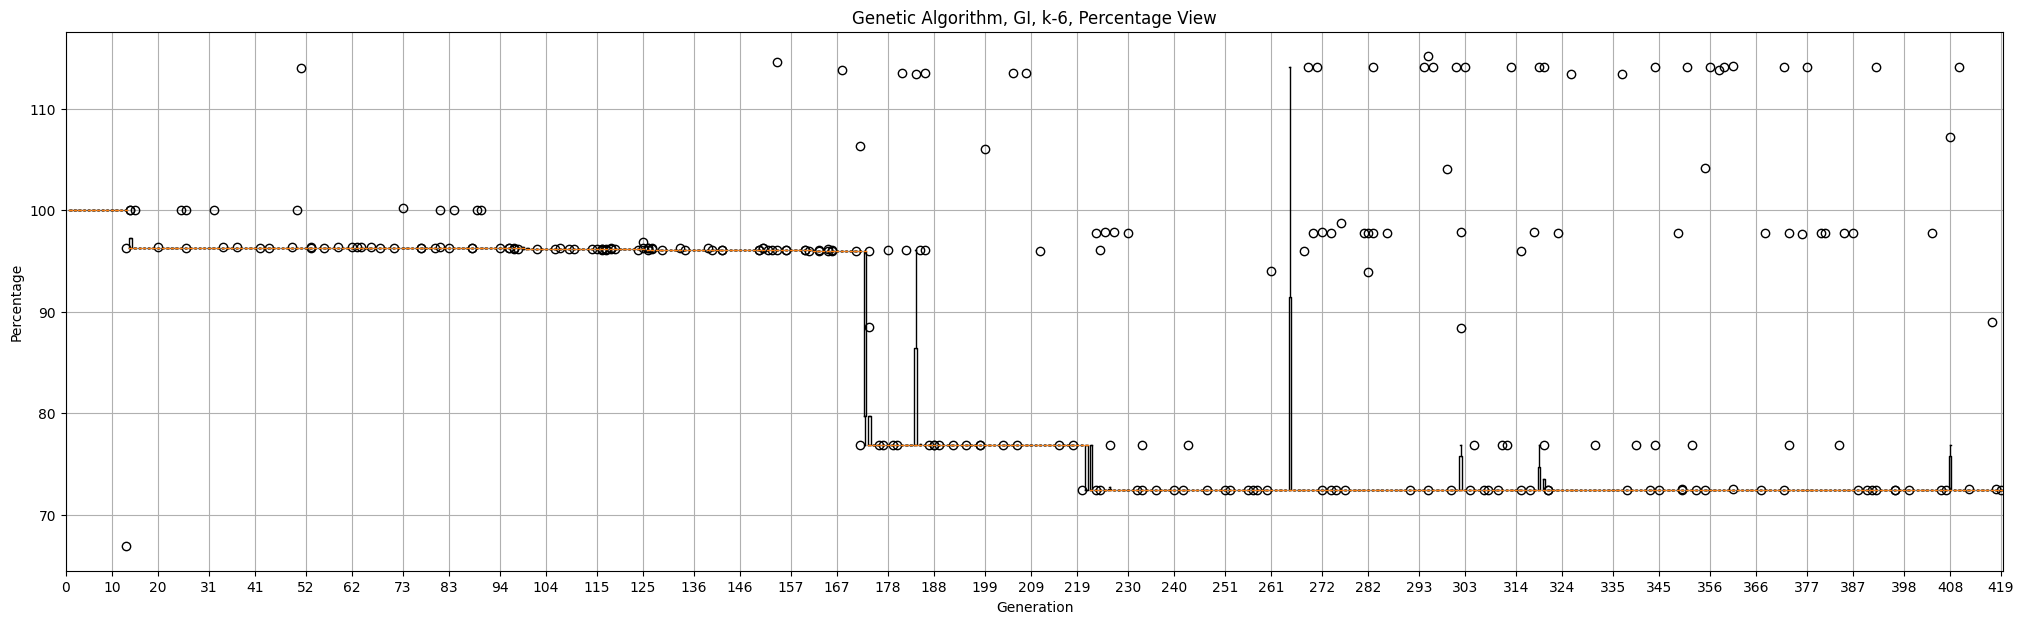 Genetic Algorithm, GI, k-6, Percentage View
Percentage
110
100
90
80
70
0 10 20 31 41 52 62 73 83 94 104 115 125 136 146 157 167 178 188 199 209 219 230 240 251 261 272 282 293 303 314 324 335 345 356 366 377 387 398 408 419
Generation